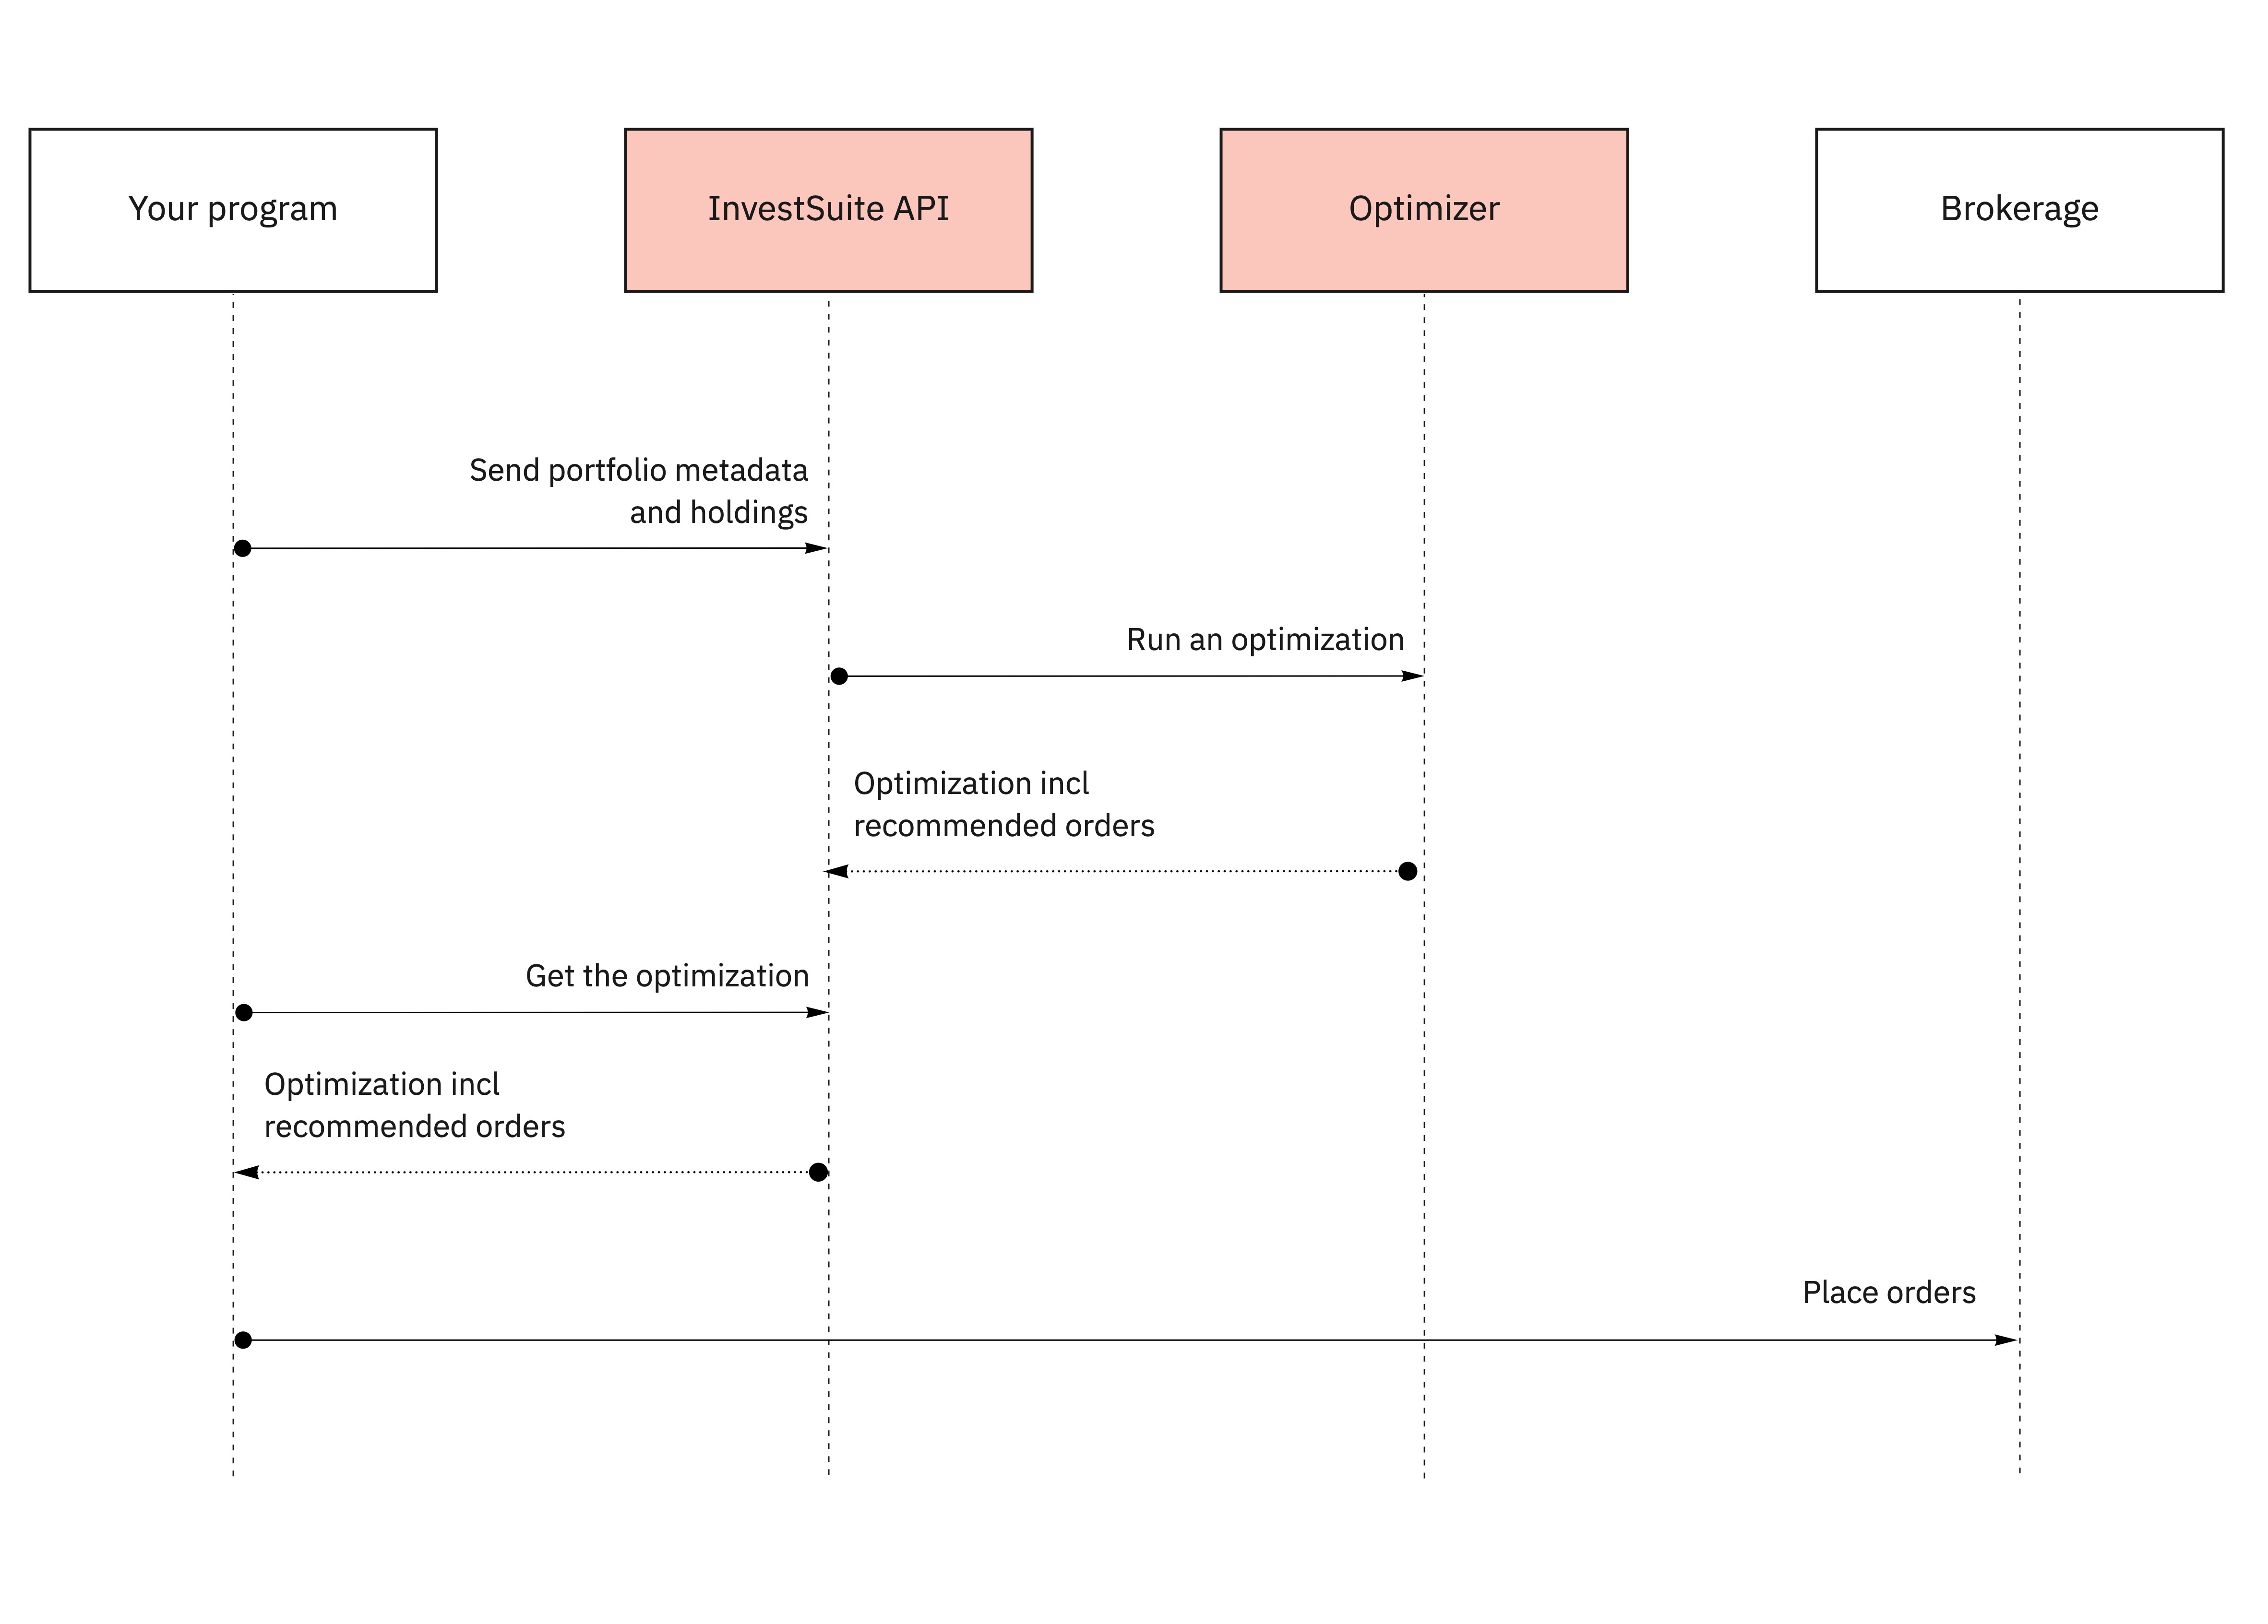 Your program
InvestSuite API
Optimizer
Brokerage
Send portfolio metadata
and holdings
Run an optimization
Optimization incl
recommended orders
Get the optimization
Optimization incl
recommended orders
Place orders